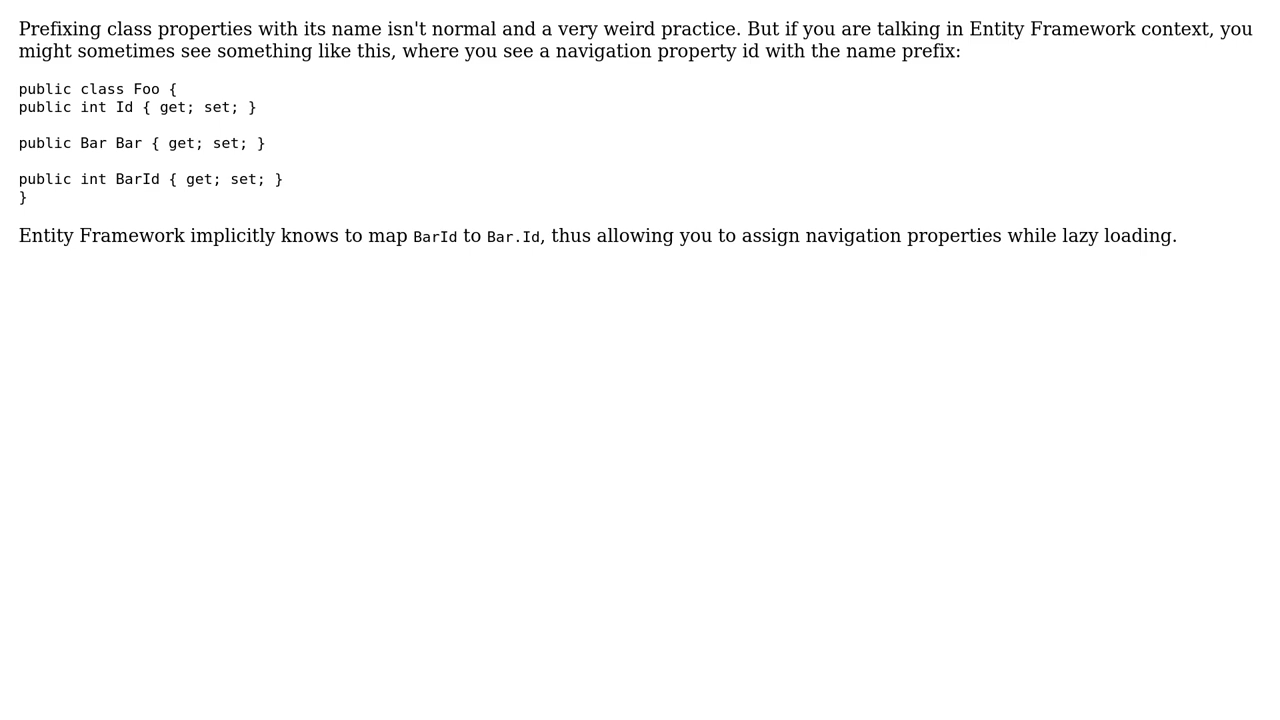 Prefixing class properties with its name isn't normal and a very weird practice. But if you are talking in Entity Framework context, you
might sometimes see something like this, where you see a navigation property id with the name prefix:
public class Foo {
public int Id { get; set; }
public Bar Bar { get; set; }
public int BarId { get; set; }
}
Entity Framework implicitly knows to map BarId to Bar.Id, thus allowing you to assign navigation properties while lazy loading.